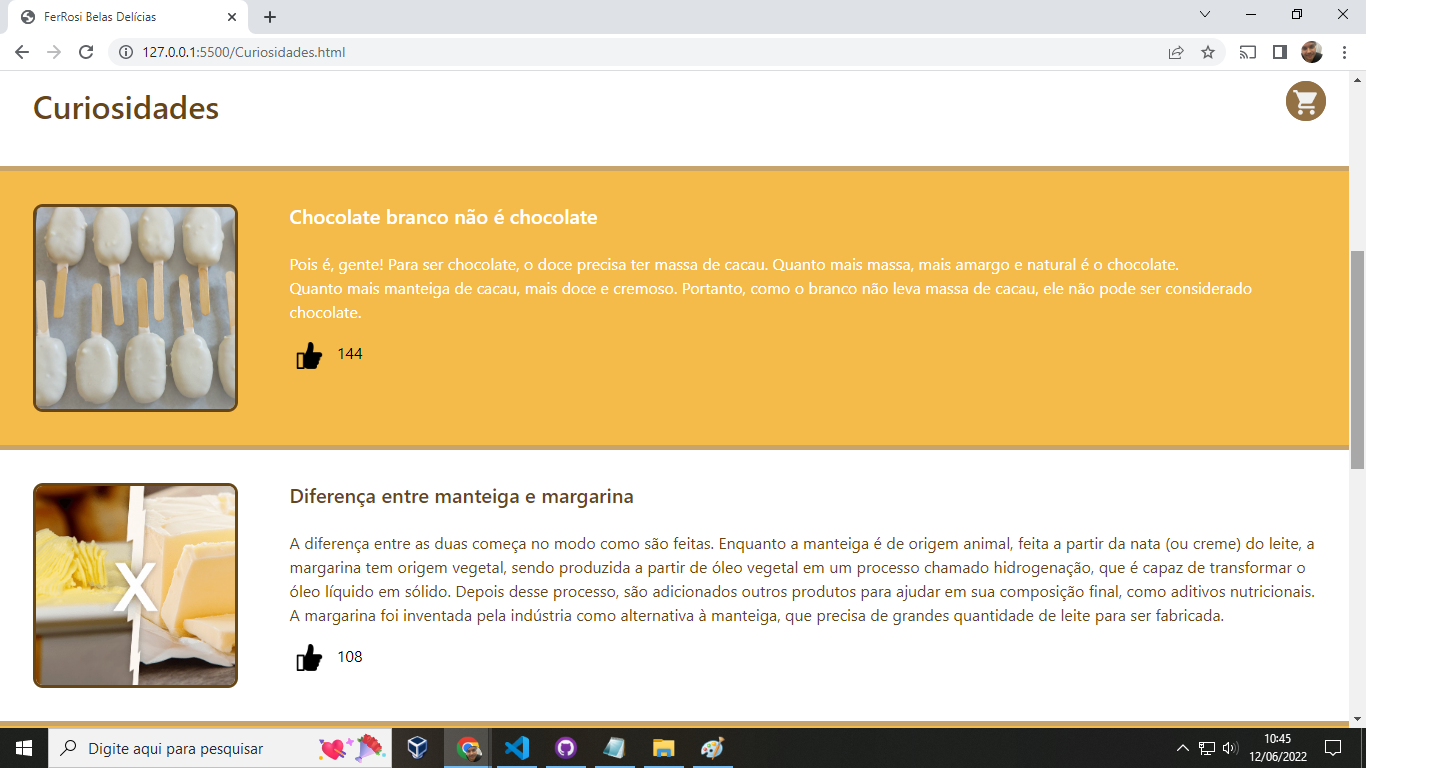 FerRosi Belas Delícias
127.0.0.1:5500/Curiosidades.html
Curiosidades
Chocolate branco não é chocolate
Pois é, gente! Para ser chocolate, o doce precisa ter massa de cacau. Quanto mais massa, mais amargo e natural é o chocolate.
Quanto mais manteiga de cacau, mais doce e cremoso. Portanto, como o branco não leva massa de cacau, ele não pode ser considerado
chocolate.
144
Diferença entre manteiga e margarina
X
A diferença entre as duas começa no modo como são feitas. Enquanto a manteiga é de origem animal, feita a partir da nata (ou creme) do leite, a
margarina tem origem vegetal, sendo produzida a partir de óleo vegetal em um processo chamado hidrogenação, que é capaz de transformar o
óleo líquido em sólido. Depois desse processo, são adicionados outros produtos para ajudar em sua composição final, como aditivos nutricionais.
A margarina foi inventada pela indústria como alternativa à manteiga, que precisa de grandes quantidade de leite para ser fabricada.
108
Digite aqui para pesquisar
10:45
12/06/2022